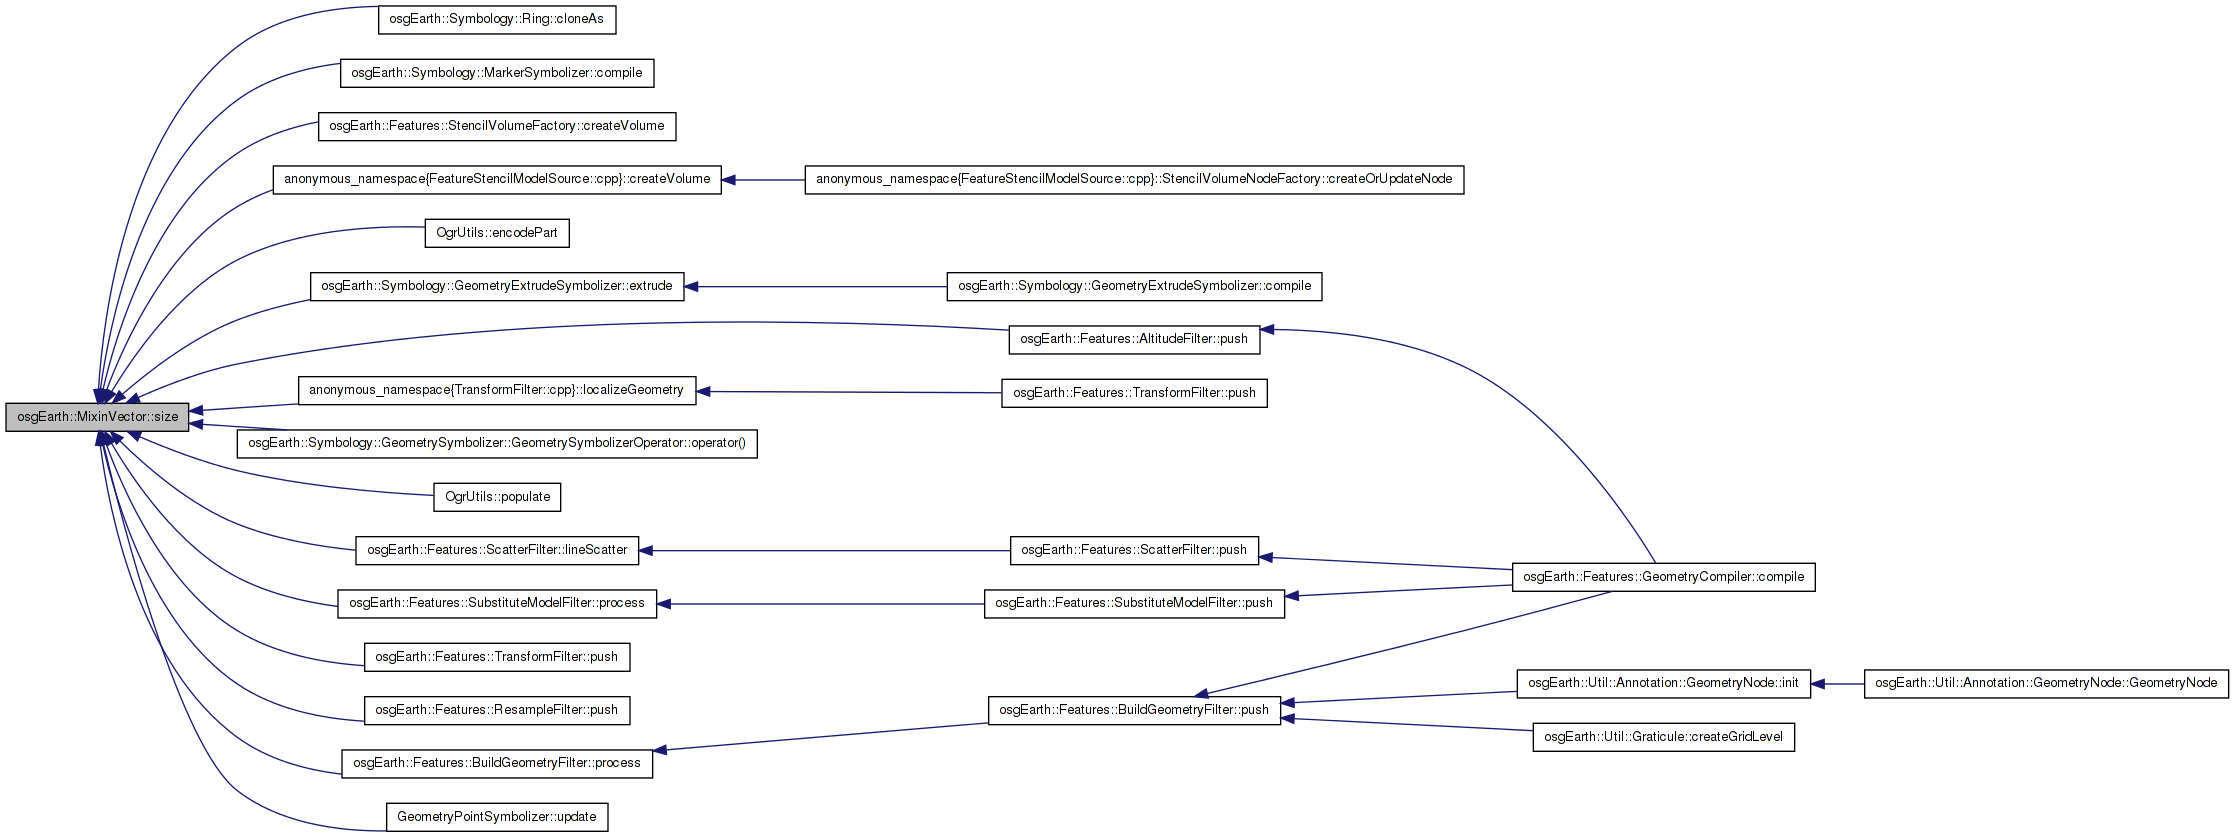 osgEarth::Symbology::Ring::cloneAs
osgEarth::Symbology::MarkerSymbolizer::compile
osgEarth::Features::StencilVolumeFactory::createVolume
anonymous_namespace{FeatureStencilModelSource::cpp}::createVolume
anonymous_namespace{FeatureStencilModelSource::cpp}::StencilVolumeNodeFactory::createOrUpdateNode
OgrUtils::encodePart
osgEarth::Symbology::GeometryExtrudeSymbolizer::extrude
osgEarth::Symbology::GeometryExtrudeSymbolizer::compile
osgEarth::Features::AltitudeFilter::push
anonymous_namespace{TransformFilter::cpp}::localizeGeometry
osgEarth::Features::TransformFilter::push
osgEarth::MixinVector::size
osgEarth::Symbology::GeometrySymbolizer::GeometrySymbolizerOperator::operator()
OgrUtils::populate
osgEarth::Features::ScatterFilter::lineScatter
osgEarth::Features::ScatterFilter::push
osgEarth::Features::GeometryCompiler::compile
osgEarth::Features::SubstituteModelFilter::process
osgEarth::Features::SubstituteModelFilter::push
osgEarth::Features::TransformFilter::push
osgEarth::Util::Annotation::GeometryNode::init
osgEarth::Util::Annotation::GeometryNode::GeometryNode
osgEarth::Features::ResampleFilter::push
osgEarth::Features::BuildGeometryFilter::push
osgEarth::Util::Graticule::createGridLevel
osgEarth::Features::BuildGeometryFilter::process
GeometryPointSymbolizer::update